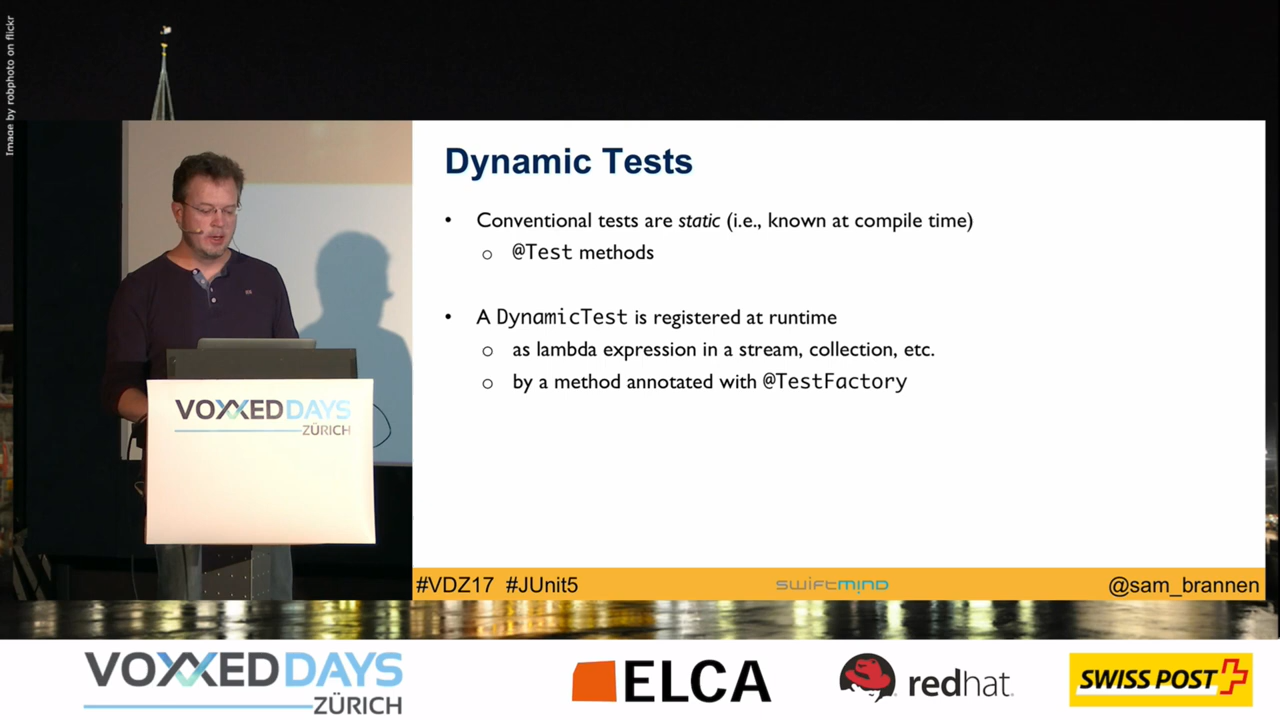 Image by robphoto on flickr
Dynamic Tests
• Conventional tests are static (i.e., known at compile time)
o @Test methods
• A DynamicTest is registered at runtime
o as lambda expression in a stream, collection, etc.
o by a method annotated with @TestFactory
VOXXED DAYS
ZÜRICH
#VDZ17 #JUnit5 swiftmind @sam_brannen
VOXXED DAYS
ZÜRICH
ELCA
redhat.
SWISS POST